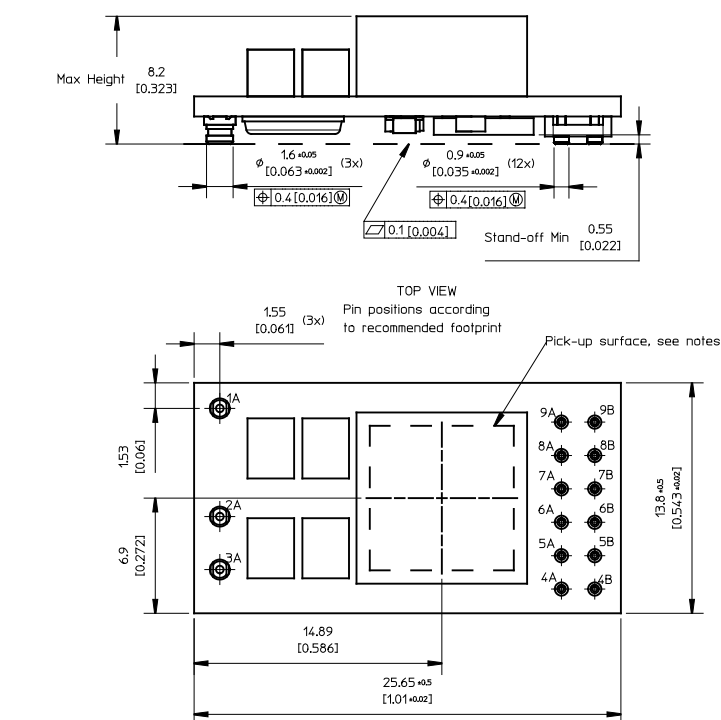 Max Height 8.2
[0.323]
⌀ 1.6 ±0.05 (3x)
[0.063 ±0.002]
⌖ 0.4 [0.016] Ⓜ
⌀ 0.9 ±0.05 (12x)
[0.035 ±0.002]
⌖ 0.4 [0.016] Ⓜ
⏥ 0.1 [0.004]
Stand-off Min 0.55
[0.022]
TOP VIEW
Pin positions according
to recommended footprint
1.55 (3x)
[0.061]
Pick-up surface, see notes
1A
2A
3A
9A 9B
8A 8B
7A 7B
6A 6B
5A 5B
4A 4B
1.53
[0.06]
6.9
[0.272]
13.8 ±0.5
[0.543 ±0.02]
14.89
[0.586]
25.65 ±0.5
[1.01 ±0.02]